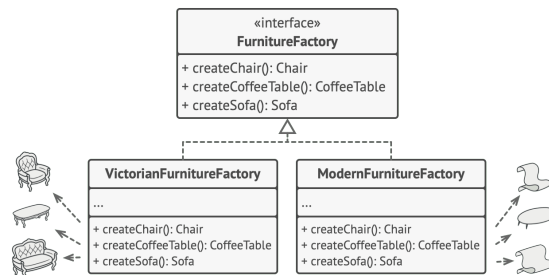 «interface»
FurnitureFactory
+ createChair(): Chair
+ createCoffeeTable(): CoffeeTable
+ createSofa(): Sofa
VictorianFurnitureFactory
...
+ createChair(): Chair
+ createCoffeeTable(): CoffeeTable
+ createSofa(): Sofa
ModernFurnitureFactory
...
+ createChair(): Chair
+ createCoffeeTable(): CoffeeTable
+ createSofa(): Sofa